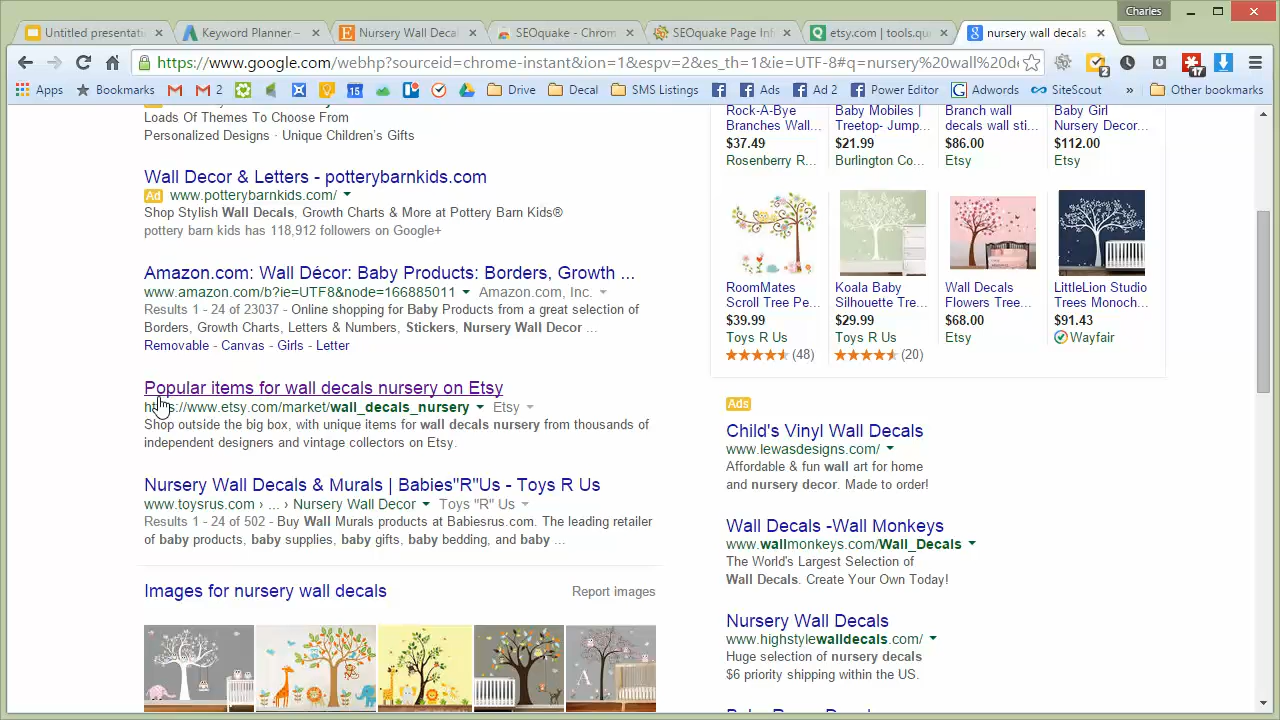 Charles
Untitled presentati
Keyword Planner –
Nursery Wall Decal
SEOquake - Chrom
SEOquake Page Inf
etsy.com | tools.qu
nursery wall decals
https://www.google.com/webhp?sourceid=chrome-instant&ion=1&espv=2&es_th=1&ie=UTF-8#q=nursery%20wall%20de
2
17
Apps
Bookmarks
M 2
15
Drive
Decal
SMS Listings
Ads
Ad 2
Power Editor
Adwords
SiteScout
»
Other bookmarks
Loads Of Themes To Choose From
Personalized Designs · Unique Children's Gifts
Wall Decor & Letters - potterybarnkids.com
Ad www.potterybarnkids.com/
Shop Stylish Wall Decals, Growth Charts & More at Pottery Barn Kids®
pottery barn kids has 118,912 followers on Google+
Amazon.com: Wall Décor: Baby Products: Borders, Growth ...
www.amazon.com/b?ie=UTF8&node=166885011 Amazon.com, Inc.
Results 1 - 24 of 23037 - Online shopping for Baby Products from a great selection of
Borders, Growth Charts, Letters & Numbers, Stickers, Nursery Wall Decor ...
Removable - Canvas - Girls - Letter
Popular items for wall decals nursery on Etsy
https://www.etsy.com/market/wall_decals_nursery Etsy
Shop outside the big box, with unique items for wall decals nursery from thousands of
independent designers and vintage collectors on Etsy.
Nursery Wall Decals & Murals | Babies"R"Us - Toys R Us
www.toysrus.com › ... › Nursery Wall Decor Toys "R" Us
Results 1 - 24 of 502 - Buy Wall Murals products at Babiesrus.com. The leading retailer
of baby products, baby supplies, baby gifts, baby bedding, and baby ...
Images for nursery wall decals
Report images
Rock-A-Bye
Branches Wall...
$37.49
Rosenberry R...
Baby Mobiles |
Treetop- Jump...
$21.99
Burlington Co...
Branch wall
decals wall sti...
$86.00
Etsy
Baby Girl
Nursery Decor...
$112.00
Etsy
RoomMates
Scroll Tree Pe...
$39.99
Toys R Us
(48)
Koala Baby
Silhouette Tre...
$29.99
Toys R Us
(20)
Wall Decals
Flowers Tree...
$68.00
Etsy
LittleLion Studio
Trees Monoch...
$91.43
Wayfair
Ads
Child's Vinyl Wall Decals
www.lewasdesigns.com/
Affordable & fun wall art for home
and nursery decor. Made to order!
Wall Decals -Wall Monkeys
www.wallmonkeys.com/Wall_Decals
The World's Largest Selection of
Wall Decals. Create Your Own Today!
Nursery Wall Decals
www.highstylewalldecals.com/
Huge selection of nursery decals
$6 priority shipping within the US.